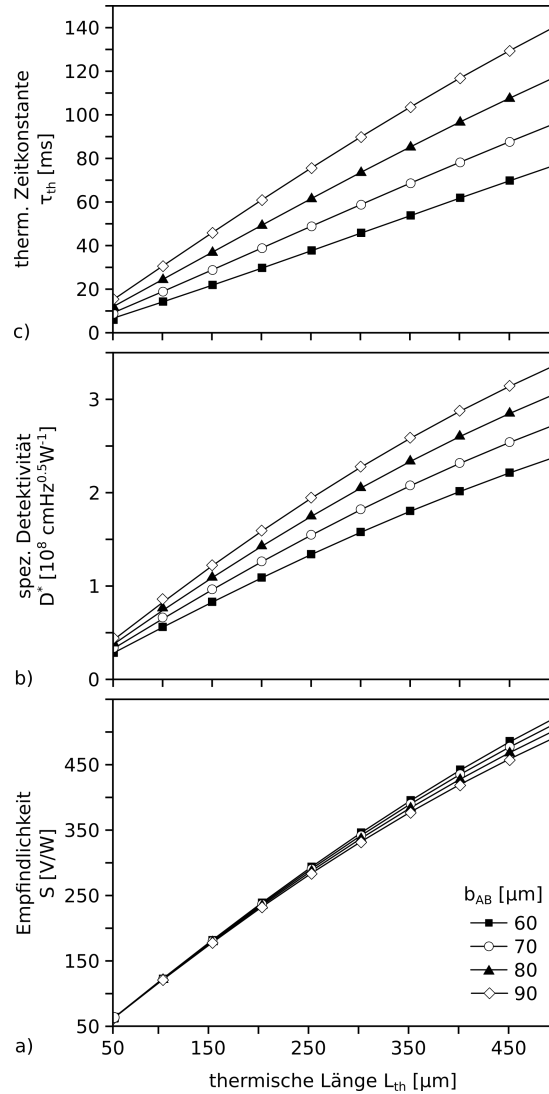 140
120
100
80
60
40
20
0
therm. Zeitkonstante
τth [ms]
c)
3
2
1
0
spez. Detektivität
D* [10⁸ cmHz⁰·⁵W⁻¹]
b)
450
350
250
150
50
Empfindlichkeit
S [V/W]
a)
bAB [µm]
60
70
80
90
50 150 250 350 450
thermische Länge Lth [µm]